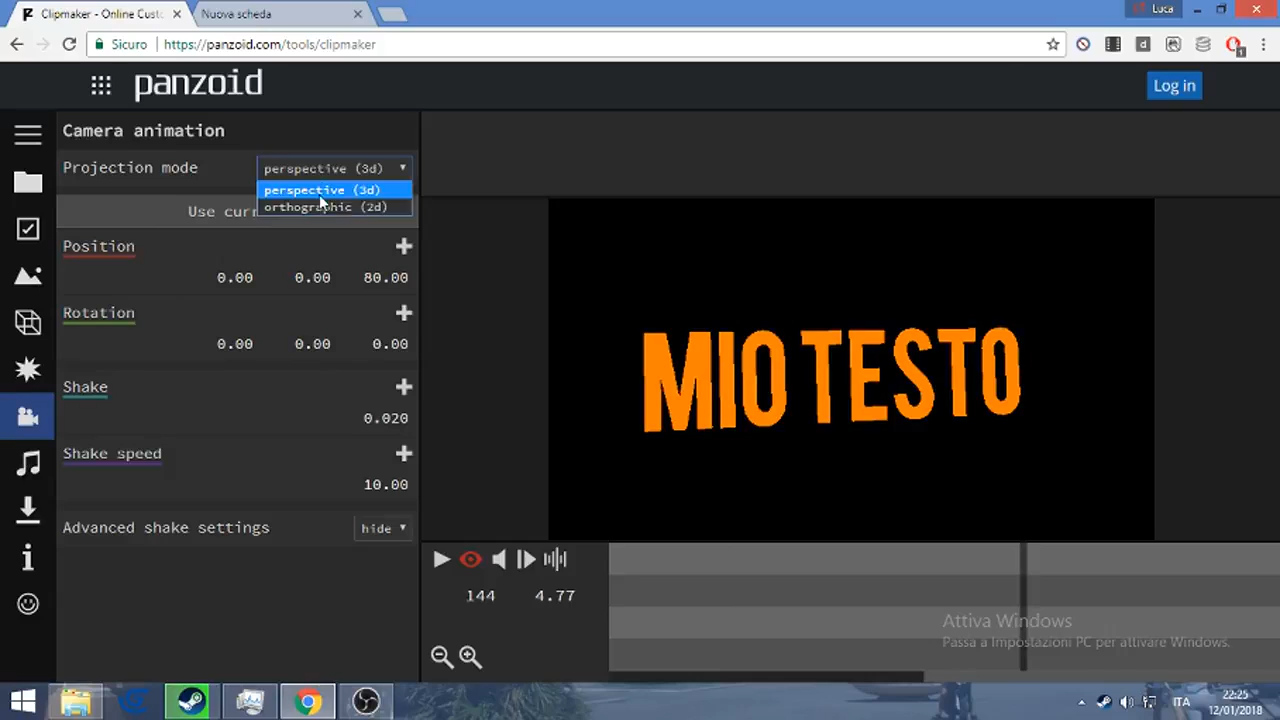 Clipmaker - Online Custo
Nuova scheda
Luca
Sicuro
https://panzoid.com/tools/clipmaker
d
1
panzoid
Log in
Camera animation
Projection mode
perspective (3d)
perspective (3d)
orthographic (2d)
Use curr
Position
0.00 0.00 80.00
Rotation
0.00 0.00 0.00
Shake
0.020
Shake speed
10.00
Advanced shake settings
hide
MIO TESTO
144 4.77
Attiva Windows
Passa a Impostazioni PC per attivare Windows.
ITA
22:25
12/01/2018